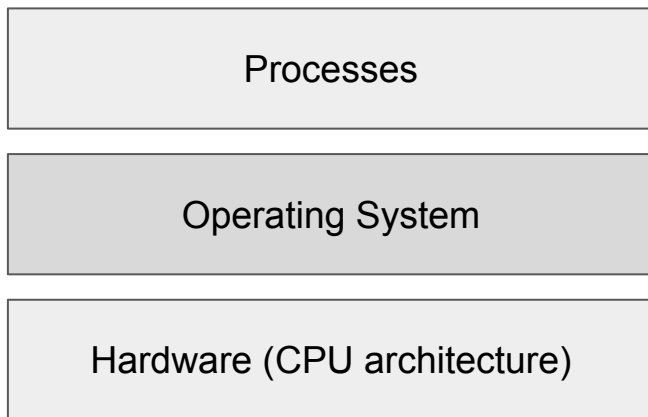 Processes
Operating System
Hardware (CPU architecture)